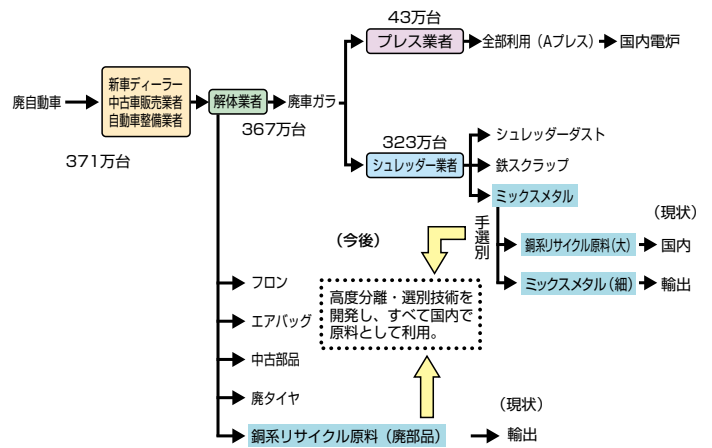 43万台
プレス業者
全部利用（Aプレス）
国内電炉
廃自動車
新車ディーラー
中古車販売業者
自動車整備業者
371万台
解体業者
367万台
廃車ガラ
323万台
シュレッダー業者
シュレッダーダスト
鉄スクラップ
ミックスメタル
手選別
（現状）
銅系リサイクル原料（大）
国内
ミックスメタル（細）
輸出
（今後）
高度分離・選別技術を
開発し、すべて国内で
原料として利用。
フロン
エアバッグ
中古部品
廃タイヤ
銅系リサイクル原料（廃部品）
（現状）
輸出